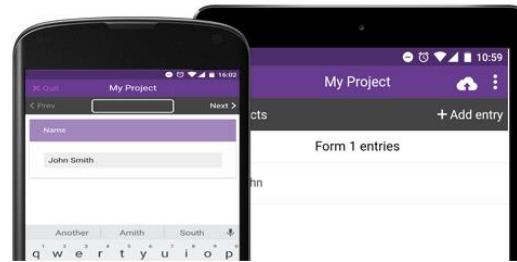 16:02
X Quit
My Project
< Prev
Next >
Name
John Smith
Another
Amith
South
q w e r t y u i o p
10:59
My Project
cts
+ Add entry
Form 1 entries
hn